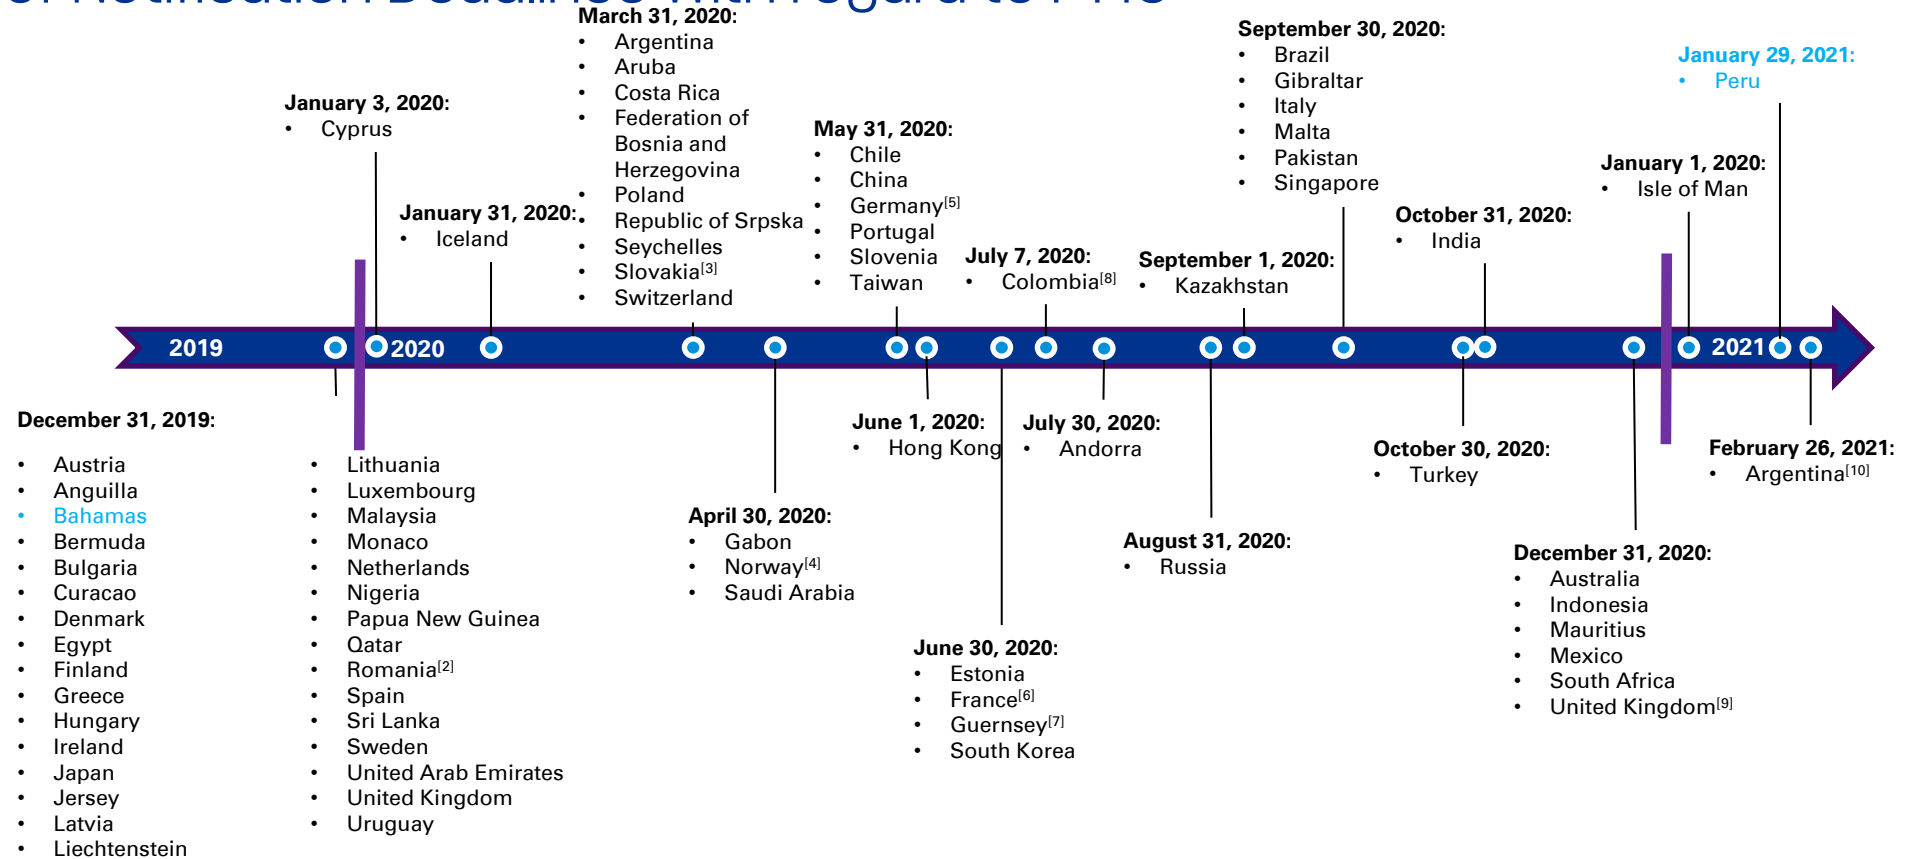 of Notification Deadlines with regard to FY19
March 31, 2020:
• Argentina
• Aruba
• Costa Rica
• Federation of
Bosnia and
Herzegovina
• Poland
• Republic of Srpska
• Seychelles
• Slovakia[3]
• Switzerland
September 30, 2020:
• Brazil
• Gibraltar
• Italy
• Malta
• Pakistan
• Singapore
January 29, 2021:
• Peru
January 3, 2020:
• Cyprus
May 31, 2020:
• Chile
• China
• Germany[5]
• Portugal
• Slovenia
• Taiwan
January 1, 2020:
• Isle of Man
January 31, 2020:
• Iceland
October 31, 2020:
• India
July 7, 2020:
• Colombia[8]
September 1, 2020:
• Kazakhstan
2019
2020
2021
December 31, 2019:
• Austria
• Anguilla
• Bahamas
• Bermuda
• Bulgaria
• Curacao
• Denmark
• Egypt
• Finland
• Greece
• Hungary
• Ireland
• Japan
• Jersey
• Latvia
• Liechtenstein
• Lithuania
• Luxembourg
• Malaysia
• Monaco
• Netherlands
• Nigeria
• Papua New Guinea
• Qatar
• Romania[2]
• Spain
• Sri Lanka
• Sweden
• United Arab Emirates
• United Kingdom
• Uruguay
April 30, 2020:
• Gabon
• Norway[4]
• Saudi Arabia
June 1, 2020:
• Hong Kong
June 30, 2020:
• Estonia
• France[6]
• Guernsey[7]
• South Korea
July 30, 2020:
• Andorra
August 31, 2020:
• Russia
October 30, 2020:
• Turkey
December 31, 2020:
• Australia
• Indonesia
• Mauritius
• Mexico
• South Africa
• United Kingdom[9]
February 26, 2021:
• Argentina[10]